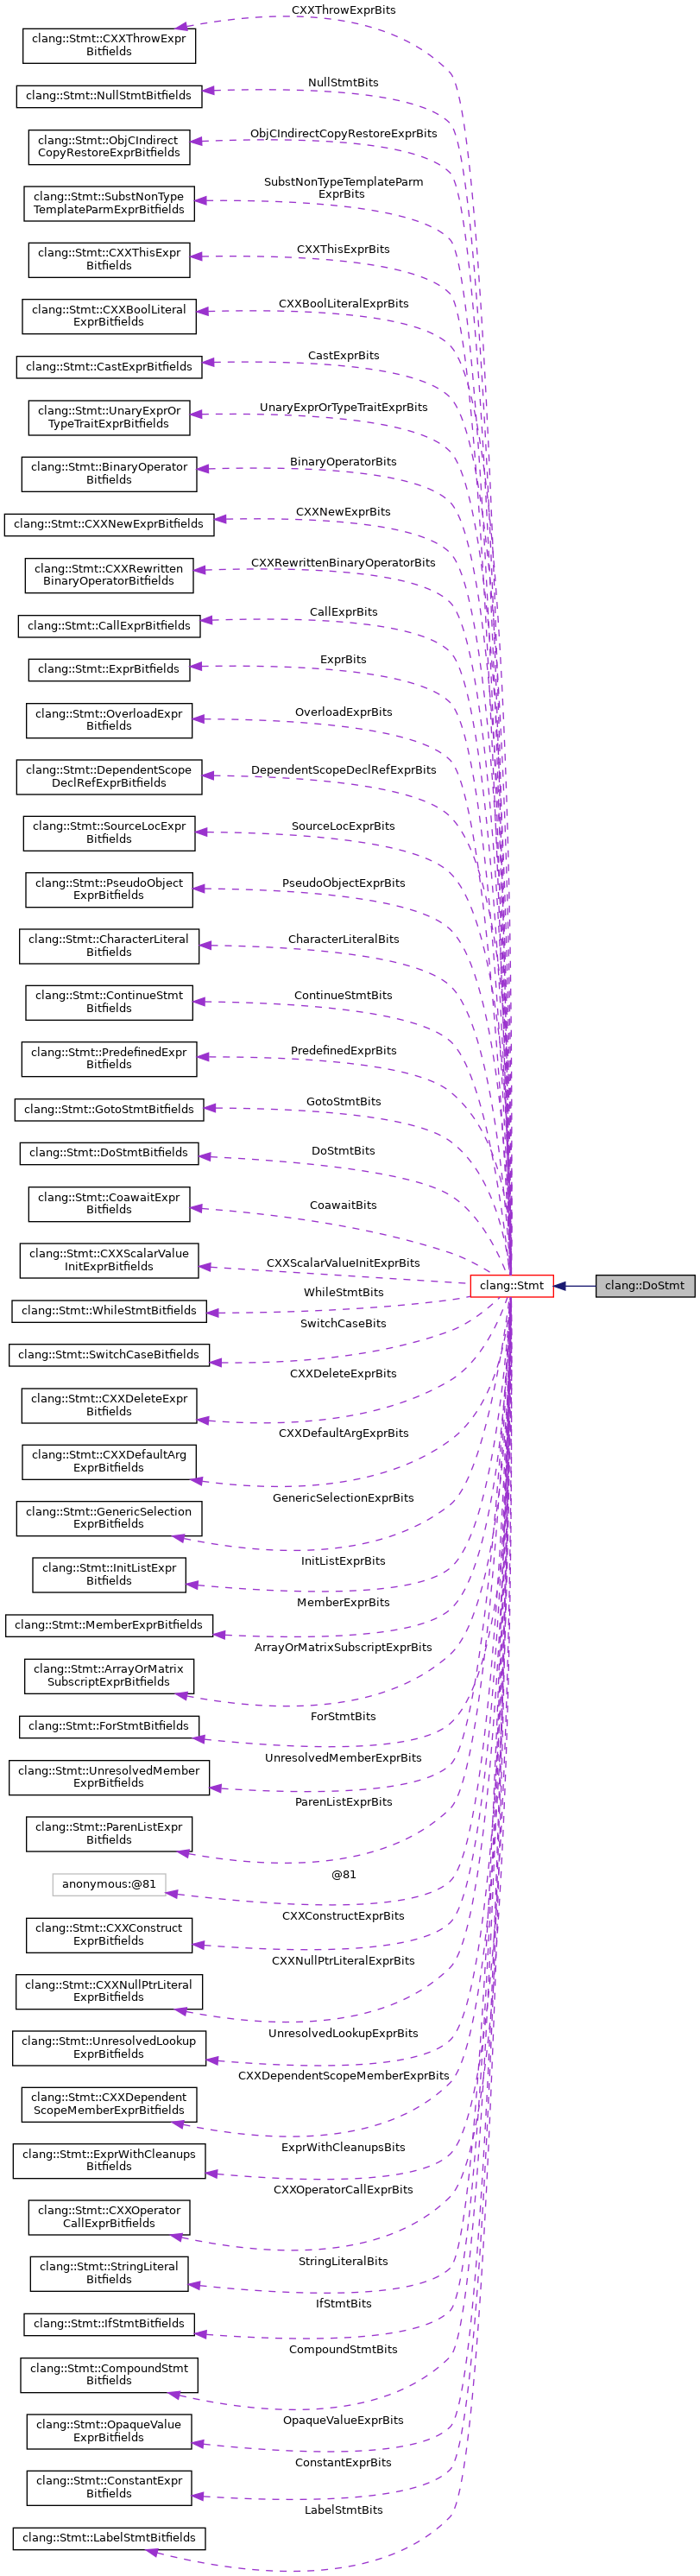 CXXThrowExprBits
clang::Stmt::CXXThrowExpr
Bitfields
NullStmtBits
clang::Stmt::NullStmtBitfields
ObjCIndirectCopyRestoreExprBits
clang::Stmt::ObjCIndirect
CopyRestoreExprBitfields
SubstNonTypeTemplateParm
ExprBits
clang::Stmt::SubstNonType
TemplateParmExprBitfields
CXXThisExprBits
clang::Stmt::CXXThisExpr
Bitfields
CXXBoolLiteralExprBits
clang::Stmt::CXXBoolLiteral
ExprBitfields
CastExprBits
clang::Stmt::CastExprBitfields
UnaryExprOrTypeTraitExprBits
clang::Stmt::UnaryExprOr
TypeTraitExprBitfields
BinaryOperatorBits
clang::Stmt::BinaryOperator
Bitfields
CXXNewExprBits
clang::Stmt::CXXNewExprBitfields
CXXRewrittenBinaryOperatorBits
clang::Stmt::CXXRewritten
BinaryOperatorBitfields
CallExprBits
clang::Stmt::CallExprBitfields
ExprBits
clang::Stmt::ExprBitfields
OverloadExprBits
clang::Stmt::OverloadExpr
Bitfields
DependentScopeDeclRefExprBits
clang::Stmt::DependentScope
DeclRefExprBitfields
SourceLocExprBits
clang::Stmt::SourceLocExpr
Bitfields
PseudoObjectExprBits
clang::Stmt::PseudoObject
ExprBitfields
CharacterLiteralBits
clang::Stmt::CharacterLiteral
Bitfields
ContinueStmtBits
clang::Stmt::ContinueStmt
Bitfields
PredefinedExprBits
clang::Stmt::PredefinedExpr
Bitfields
GotoStmtBits
clang::Stmt::GotoStmtBitfields
DoStmtBits
clang::Stmt::DoStmtBitfields
CoawaitBits
clang::Stmt::CoawaitExpr
Bitfields
CXXScalarValueInitExprBits
clang::Stmt::CXXScalarValue
InitExprBitfields
clang::Stmt
clang::DoStmt
WhileStmtBits
clang::Stmt::WhileStmtBitfields
SwitchCaseBits
clang::Stmt::SwitchCaseBitfields
CXXDeleteExprBits
clang::Stmt::CXXDeleteExpr
Bitfields
CXXDefaultArgExprBits
clang::Stmt::CXXDefaultArg
ExprBitfields
GenericSelectionExprBits
clang::Stmt::GenericSelection
ExprBitfields
InitListExprBits
clang::Stmt::InitListExpr
Bitfields
MemberExprBits
clang::Stmt::MemberExprBitfields
ArrayOrMatrixSubscriptExprBits
clang::Stmt::ArrayOrMatrix
SubscriptExprBitfields
ForStmtBits
clang::Stmt::ForStmtBitfields
UnresolvedMemberExprBits
clang::Stmt::UnresolvedMember
ExprBitfields
ParenListExprBits
clang::Stmt::ParenListExpr
Bitfields
@81
anonymous:@81
CXXConstructExprBits
clang::Stmt::CXXConstruct
ExprBitfields
CXXNullPtrLiteralExprBits
clang::Stmt::CXXNullPtrLiteral
ExprBitfields
UnresolvedLookupExprBits
clang::Stmt::UnresolvedLookup
ExprBitfields
CXXDependentScopeMemberExprBits
clang::Stmt::CXXDependent
ScopeMemberExprBitfields
ExprWithCleanupsBits
clang::Stmt::ExprWithCleanups
Bitfields
CXXOperatorCallExprBits
clang::Stmt::CXXOperator
CallExprBitfields
StringLiteralBits
clang::Stmt::StringLiteral
Bitfields
IfStmtBits
clang::Stmt::IfStmtBitfields
CompoundStmtBits
clang::Stmt::CompoundStmt
Bitfields
OpaqueValueExprBits
clang::Stmt::OpaqueValue
ExprBitfields
ConstantExprBits
clang::Stmt::ConstantExpr
Bitfields
LabelStmtBits
clang::Stmt::LabelStmtBitfields